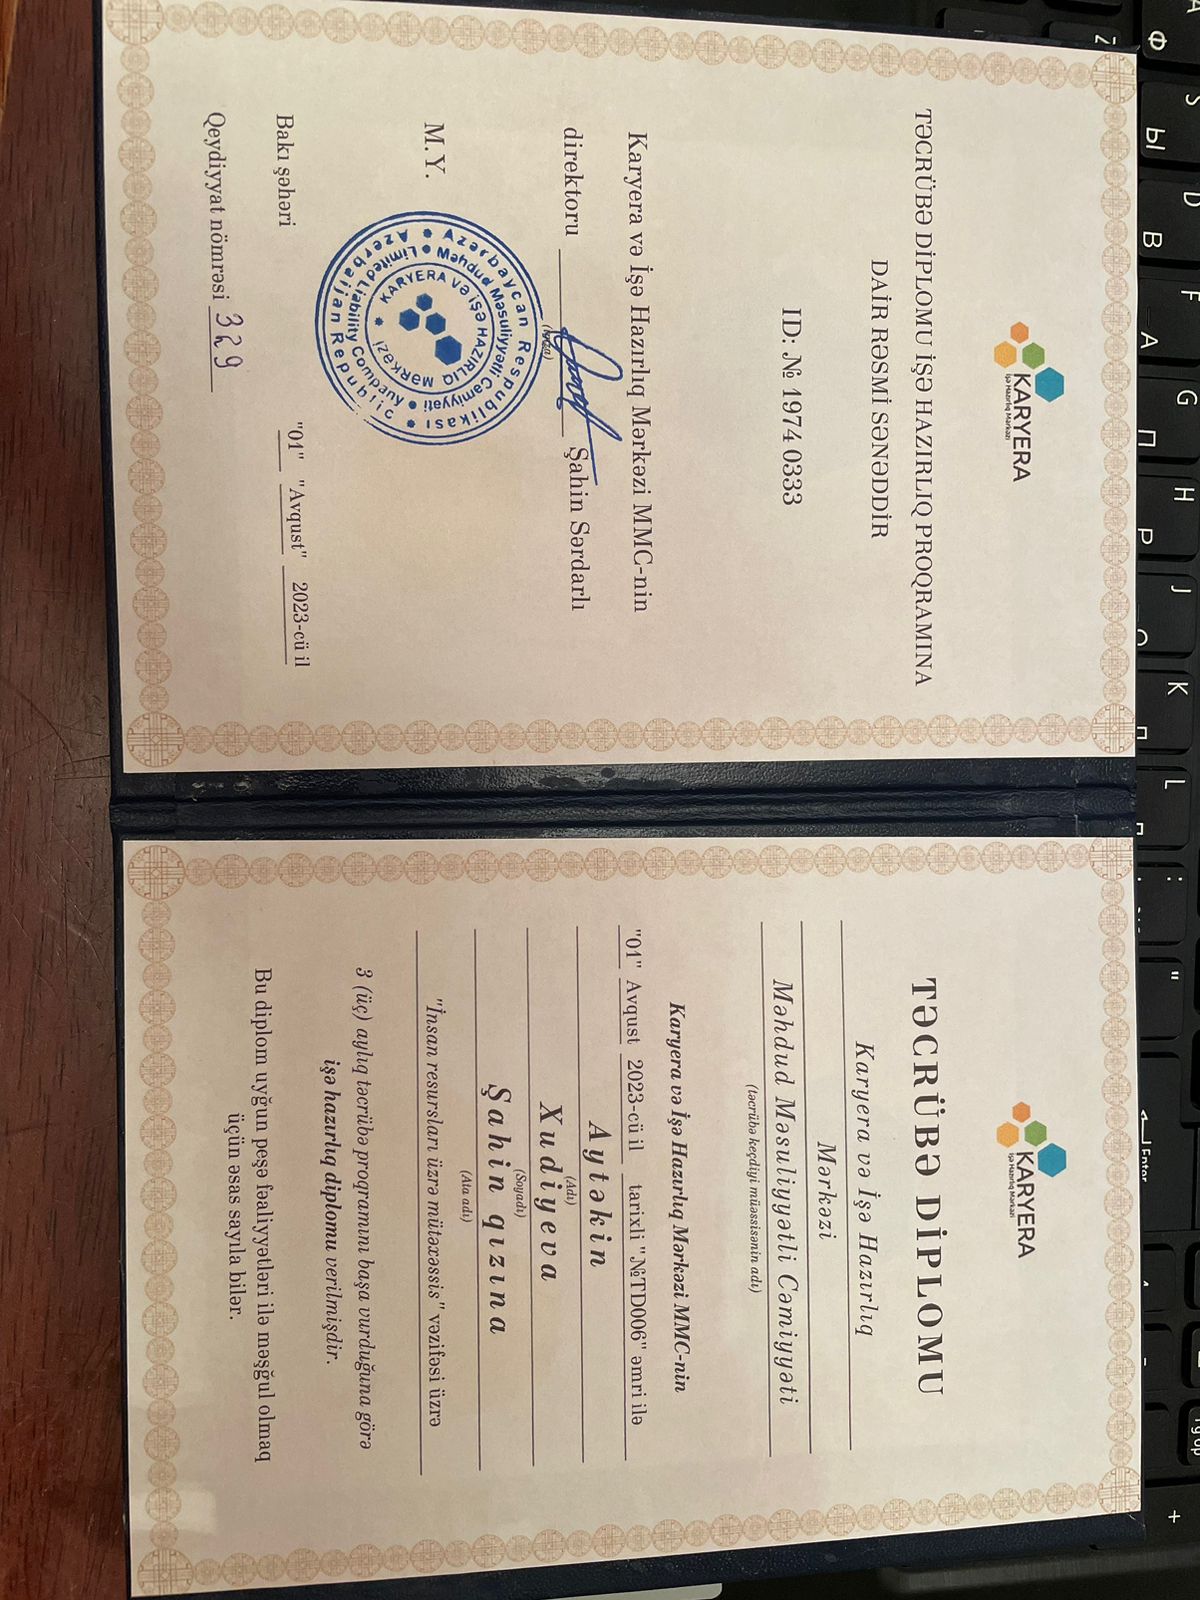 KARYERA
İşə Hazırlıq Mərkəzi
TƏCRÜBƏ DİPLOMU İŞƏ HAZIRLIQ PROQRAMINA
DAİR RƏSMİ SƏNƏDDİR
ID: № 1974 0333
Karyera və İşə Hazırlıq Mərkəzi MMC-nin
direktoru Şahin Sərdarlı
(imza)
M.Y.
Azərbaycan Respublikası
Məhdud Məsuliyyətli Cəmiyyəti
KARYERA VƏ İŞƏ HAZIRLIQ MƏRKƏZİ
Limited Liability Company
Azerbaijan Republic
Bakı şəhəri "01" "Avqust" 2023-cü il
Qeydiyyat nömrəsi 329
KARYERA
İşə Hazırlıq Mərkəzi
TƏCRÜBƏ DİPLOMU
Karyera və İşə Hazırlıq
Mərkəzi
Məhdud Məsuliyyətli Cəmiyyəti
(təcrübə keçdiyi müəssisənin adı)
Karyera və İşə Hazırlıq Mərkəzi MMC-nin
"01" Avqust 2023-cü il tarixli "№TD006" əmri ilə
Aytəkin
(Adı)
Xudiyeva
(Soyadı)
Şahin qızına
(Ata adı)
"İnsan resursları üzrə mütəxəssis" vəzifəsi üzrə
3 (üç) aylıq təcrübə proqramını başa vurduğuna görə
işə hazırlıq diplomu verilmişdir.
Bu diplom uyğun peşə fəaliyyətləri ilə məşğul olmaq
üçün əsas sayıla bilər.